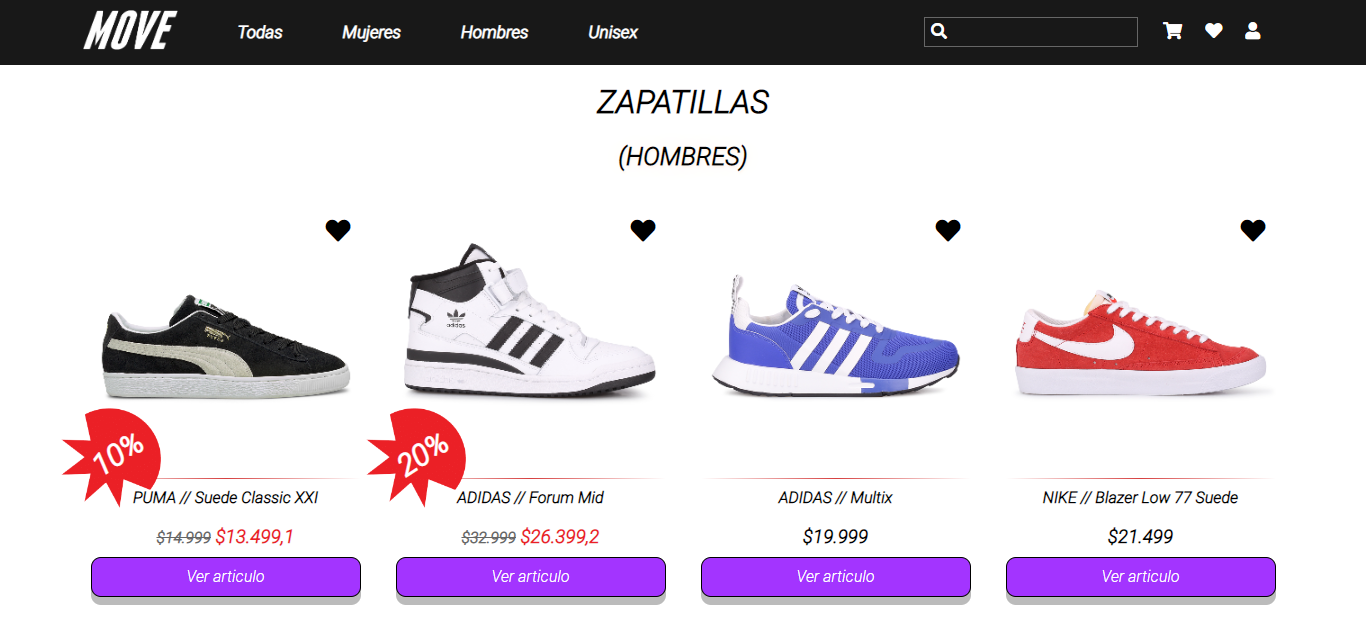 MOVE
Todas
Mujeres
Hombres
Unisex
ZAPATILLAS
(HOMBRES)
adidas
10%
20%
PUMA // Suede Classic XXI
ADIDAS // Forum Mid
ADIDAS // Multix
NIKE // Blazer Low 77 Suede
$14.999 $13.499,1
$32.999 $26.399,2
$19.999
$21.499
Ver articulo
Ver articulo
Ver articulo
Ver articulo